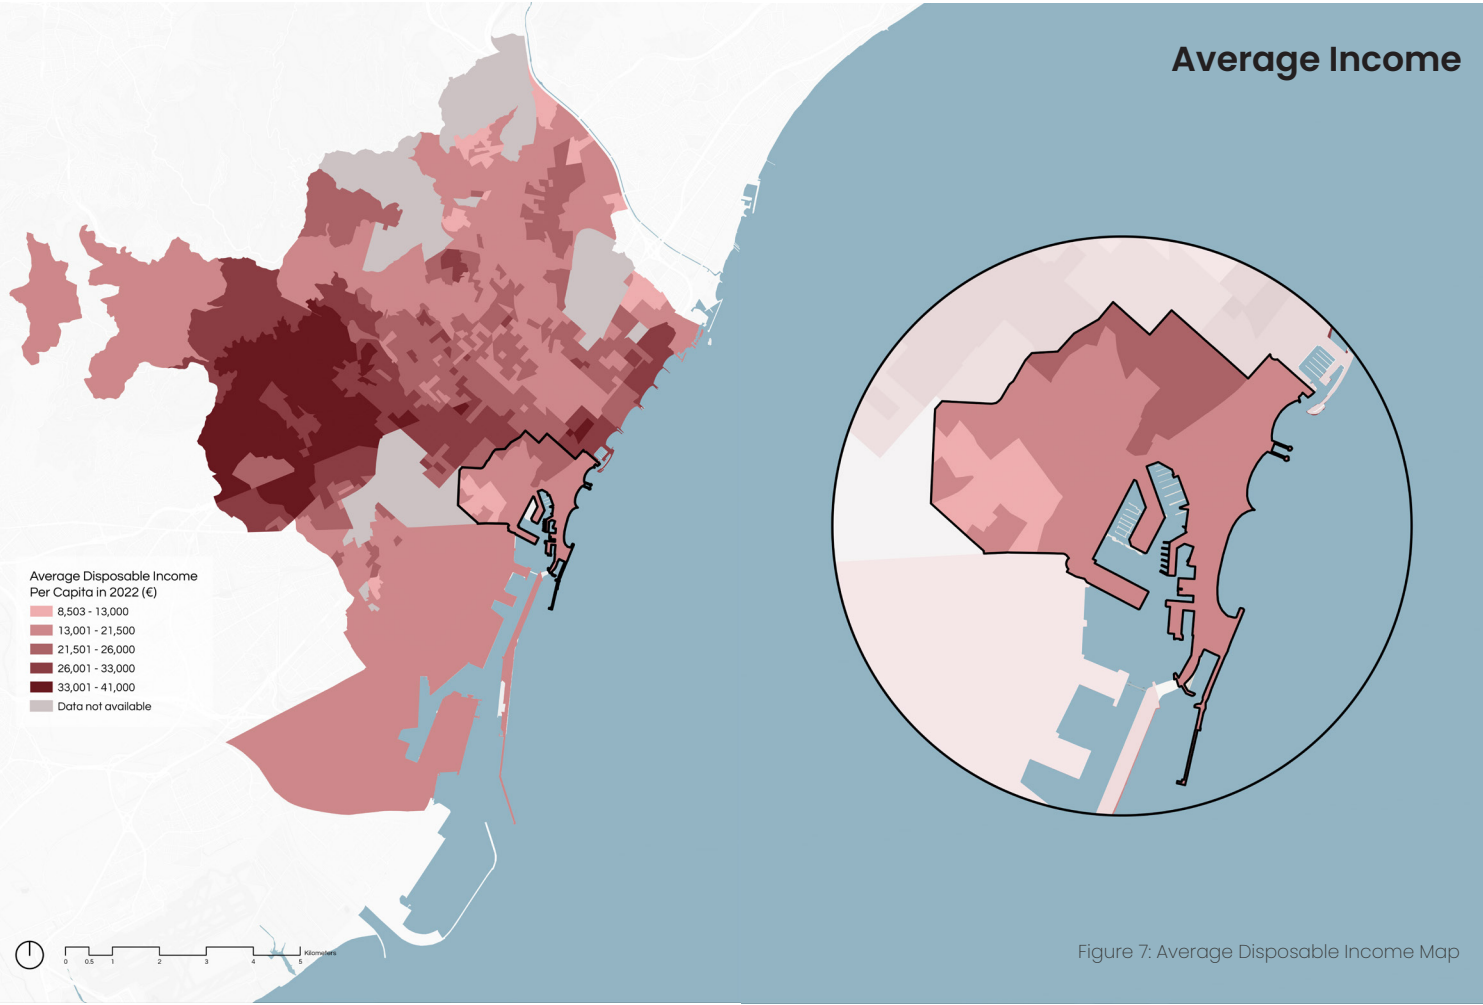 Average Income
Average Disposable Income
Per Capita in 2022 (€)
8,503 - 13,000
13,001 - 21,500
21,501 - 26,000
26,001 - 33,000
33,001 - 41,000
Data not available
Kilometers
0 0.5 1 2 3 4 5
Figure 7: Average Disposable Income Map